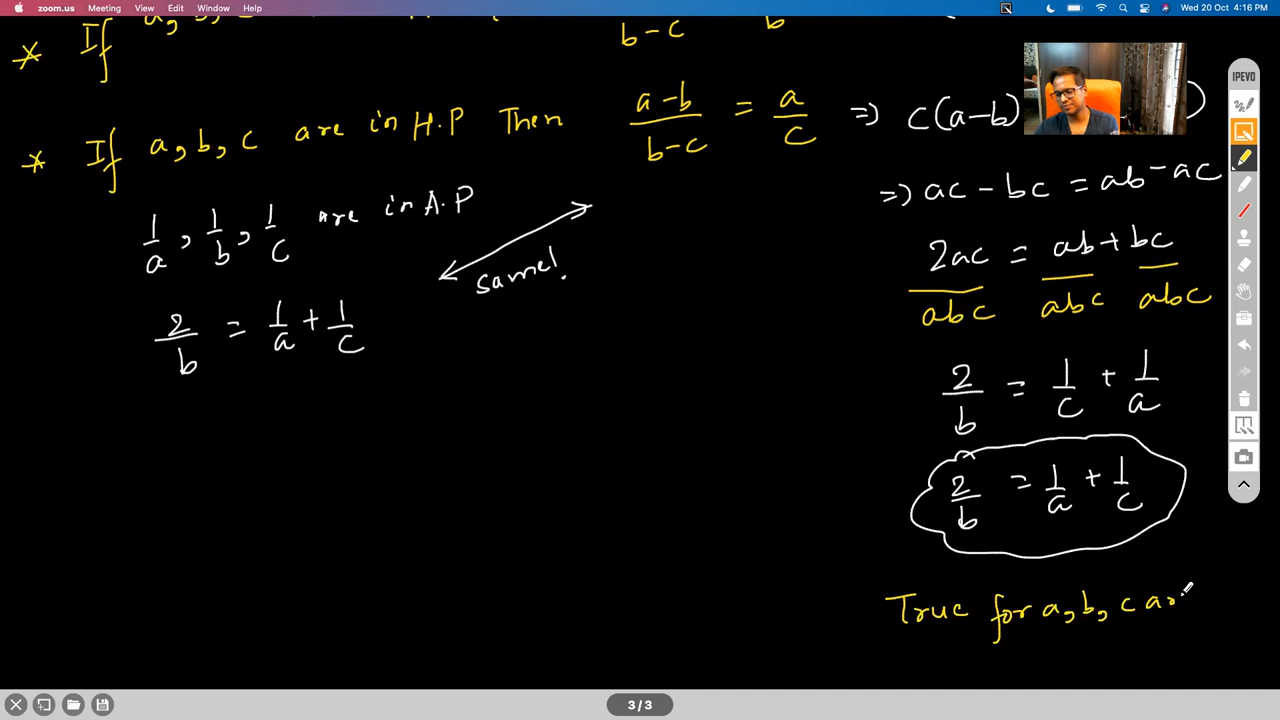 zoom.us Meeting View Edit Window Help Wed 20 Oct 4:16 PM
* If
b-c b
* If a, b, c are in H.P Then a-b/b-c = a/c => c(a-b) )
1/a, 1/b, 1/c are in A.P
same!
2/b = 1/a + 1/c
=> ac - bc = ab - ac
2ac/abc = ab/abc + bc/abc
2/b = 1/c + 1/a
2/b = 1/a + 1/c
True for a, b, c ar
IPEVO
3/3